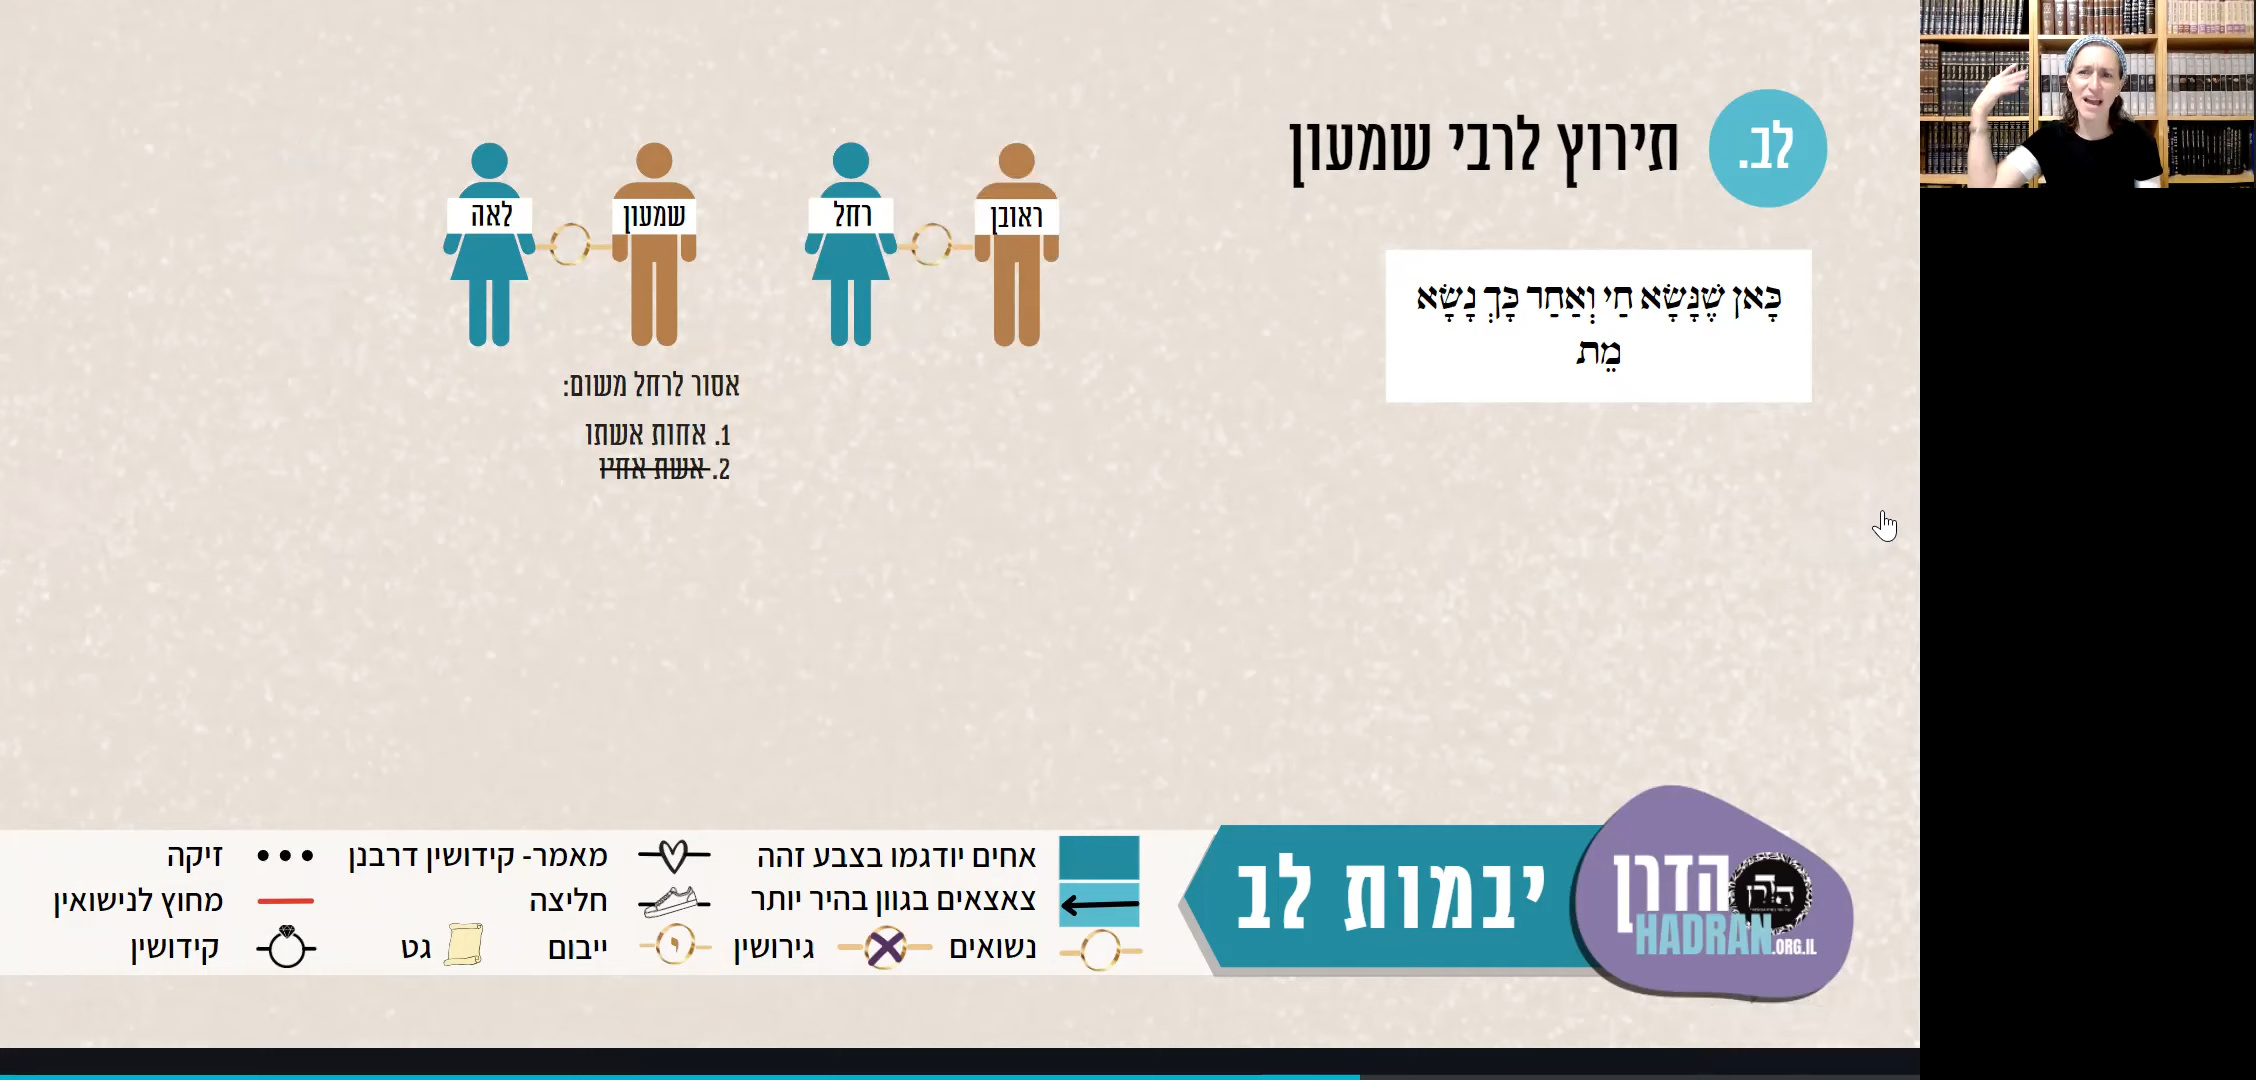 לב.
תירוץ לרבי שמעון
כָּאן שֶׁנָּשָׂא חַי וְאַחַר כָּךְ נָשָׂא
מֵת
ראובן
רחל
שמעון
לאה
אסור לרחל משום:
1. אחות אשתו
2. אשת אחיו
הדרן
HADRAN.ORG.IL
יבמות לב
אחים יודגמו בצבע זהה
צאצאים בגוון בהיר יותר
נשואים
גירושין
מאמר- קידושין דרבנן
חליצה
ייבום
גט
זיקה
מחוץ לנישואין
קידושין